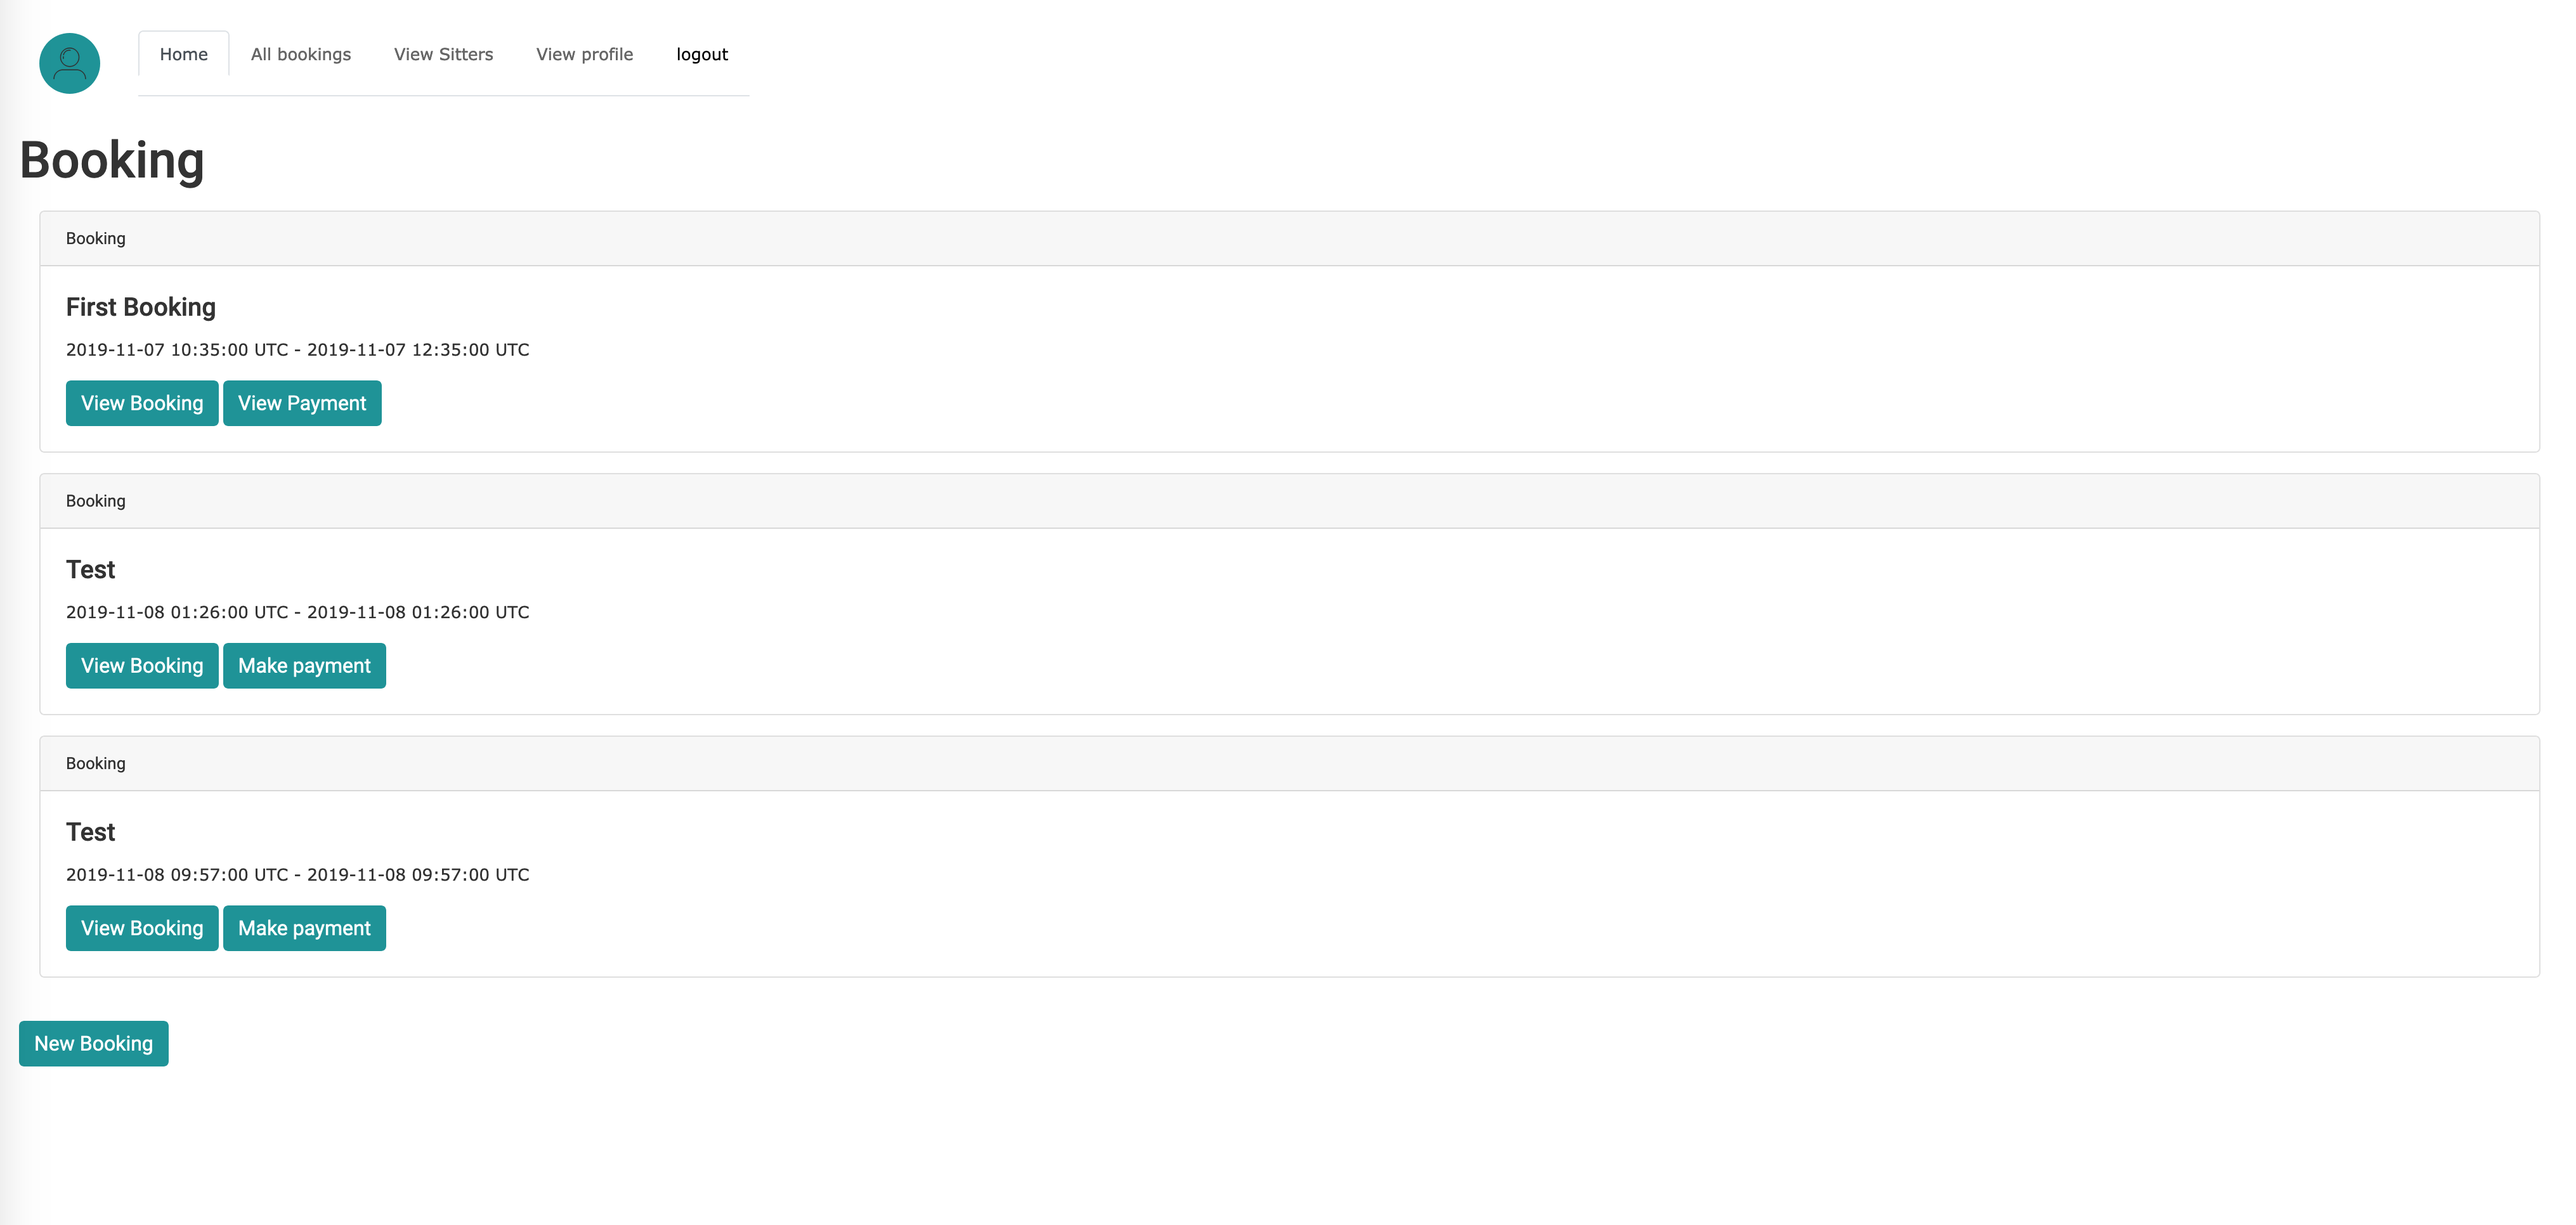 Home All bookings View Sitters View profile logout
Booking
Booking
First Booking
2019-11-07 10:35:00 UTC - 2019-11-07 12:35:00 UTC
View Booking View Payment
Booking
Test
2019-11-08 01:26:00 UTC - 2019-11-08 01:26:00 UTC
View Booking Make payment
Booking
Test
2019-11-08 09:57:00 UTC - 2019-11-08 09:57:00 UTC
View Booking Make payment
New Booking